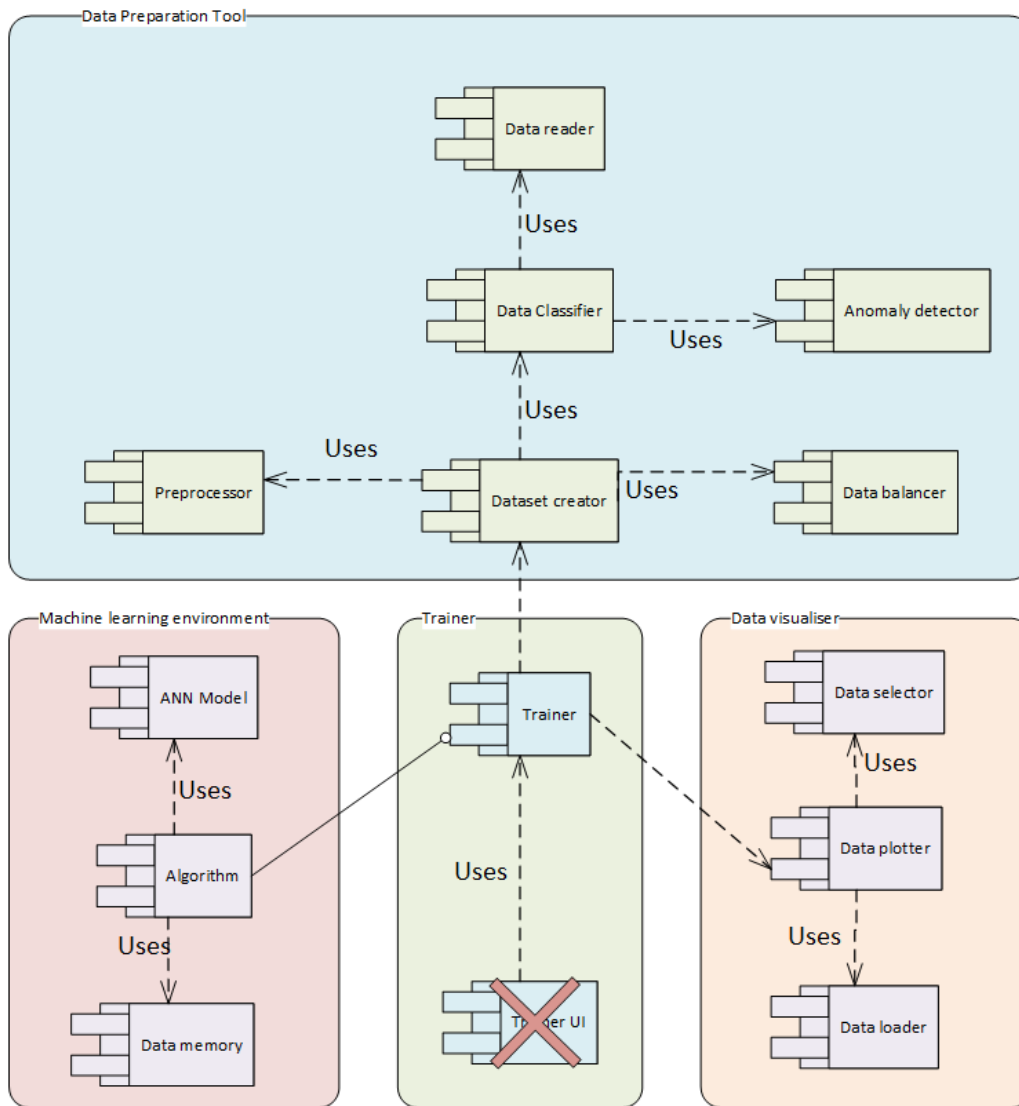 Data Preparation Tool
Data reader
Uses
Data Classifier
Anomaly detector
Uses
Uses
Uses
Preprocessor
Dataset creator
Uses
Data balancer
Machine learning environment
Trainer
Data visualiser
ANN Model
Trainer
Data selector
Uses
Uses
Algorithm
Uses
Data plotter
Uses
Uses
Data memory
Trainer UI
Data loader